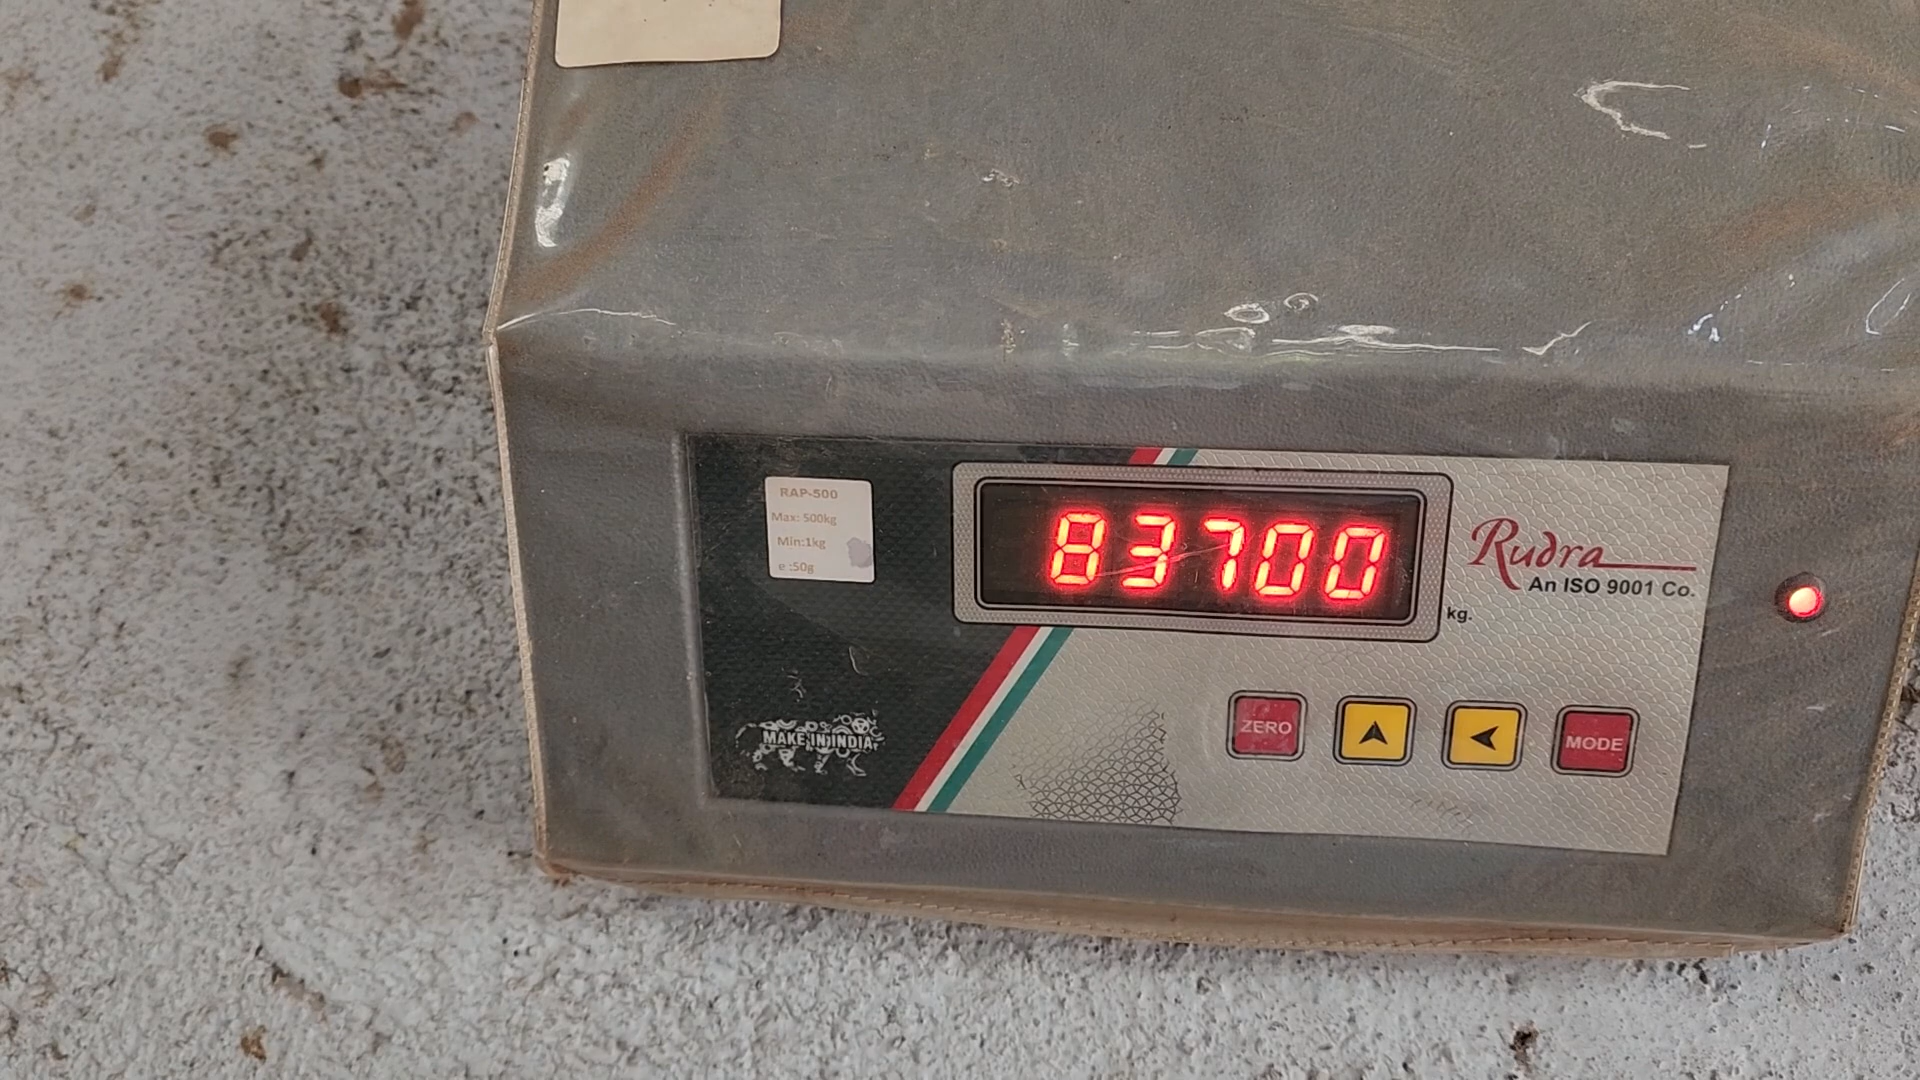 RAP-500
Max: 500kg
Min:1kg
e :50g
83700
kg.
Rudra
An ISO 9001 Co.
MAKE IN INDIA
ZERO
MODE